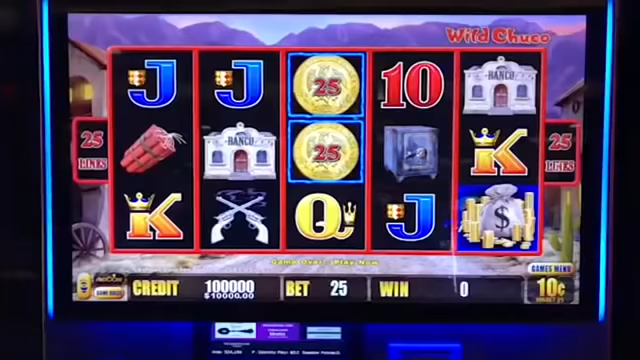 Wild Chuco
J J 25 10 BANCO
25 LINES BANCO 25 K 25 LINES
K Q J $
Game Over. Play Now
GAMES MENU
CREDIT 100000 BET 25 WIN 0 10¢
$10000.00